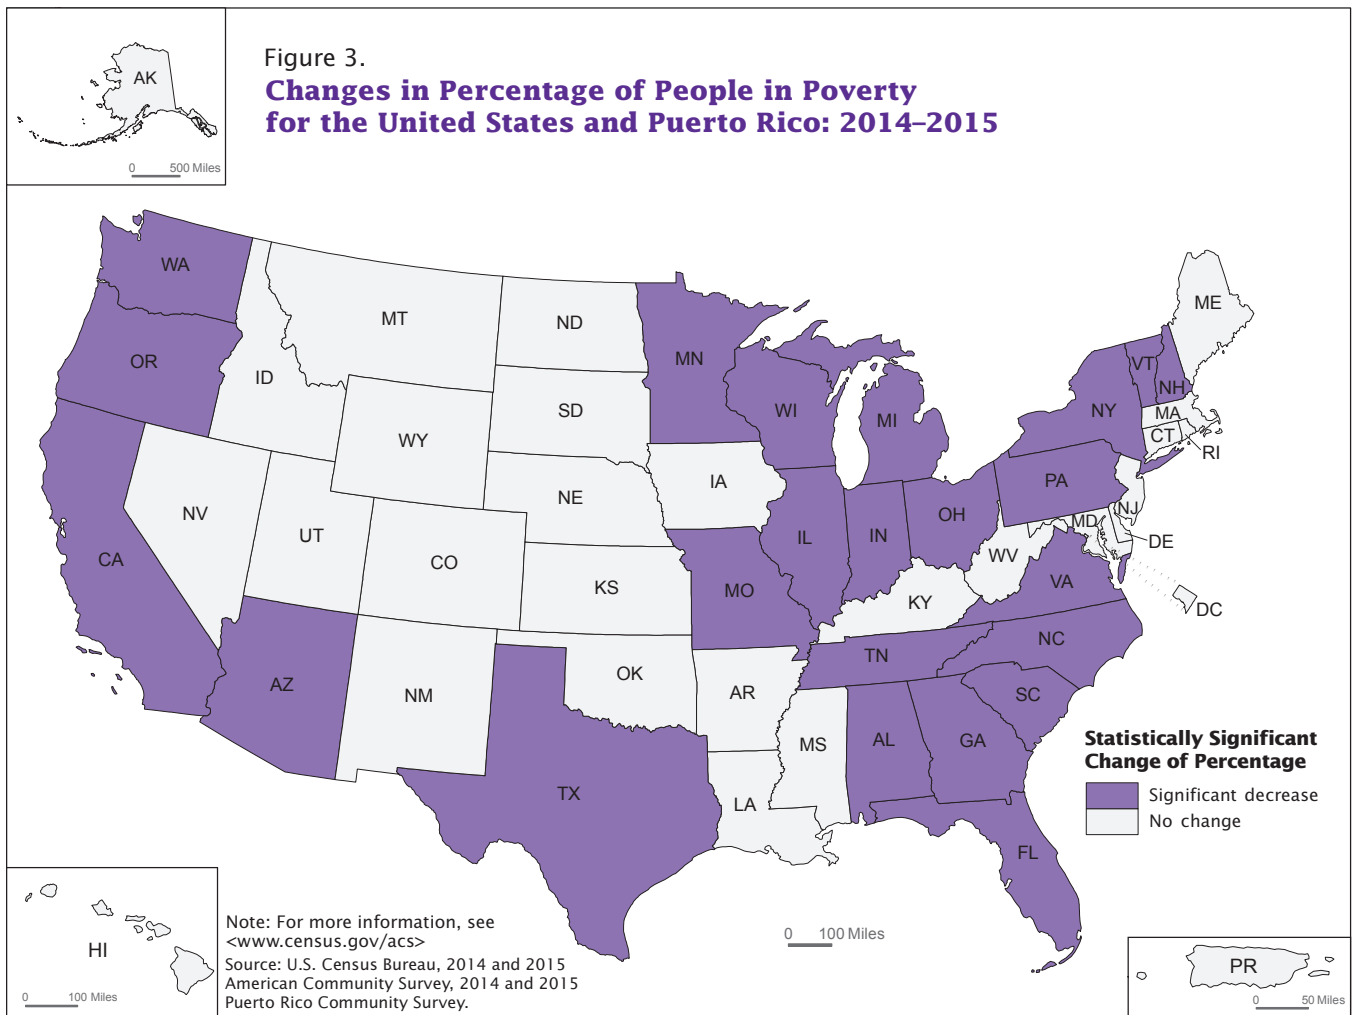 Figure 3.
Changes in Percentage of People in Poverty
for the United States and Puerto Rico: 2014–2015
AK
0 500 Miles
WA
OR
CA
ID
NV
AZ
MT
WY
UT
CO
NM
ND
SD
NE
KS
OK
TX
MN
IA
MO
AR
LA
WI
IL
MI
IN
OH
KY
TN
MS
AL
GA
FL
SC
NC
VA
WV
PA
NY
VT
NH
ME
MA
CT
RI
NJ
MD
DE
DC
Statistically Significant
Change of Percentage
Significant decrease
No change
0 100 Miles
HI
0 100 Miles
Note: For more information, see
<www.census.gov/acs>
Source: U.S. Census Bureau, 2014 and 2015
American Community Survey, 2014 and 2015
Puerto Rico Community Survey.
PR
0 50 Miles